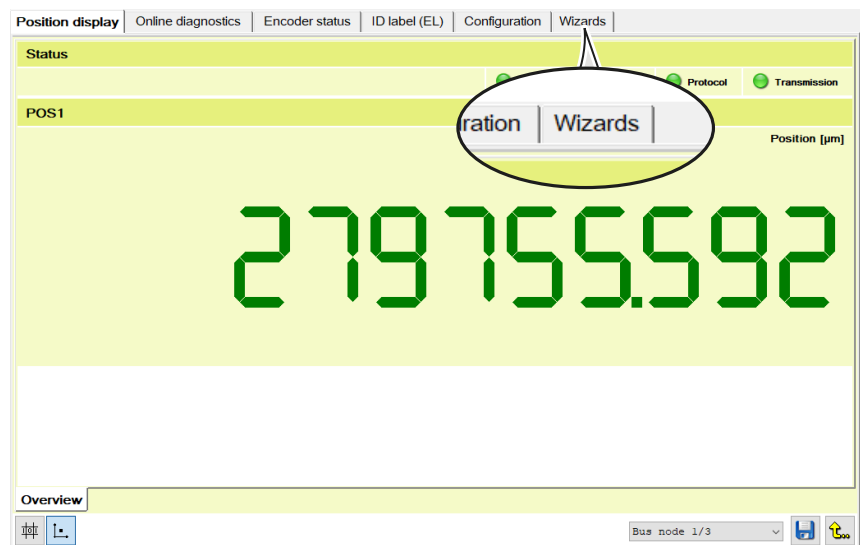 Position display Online diagnostics Encoder status ID label (EL) Configuration Wizards
Status
Protocol Transmission
POS1
ration Wizards
Position [µm]
279755.592
Overview
Bus node 1/3